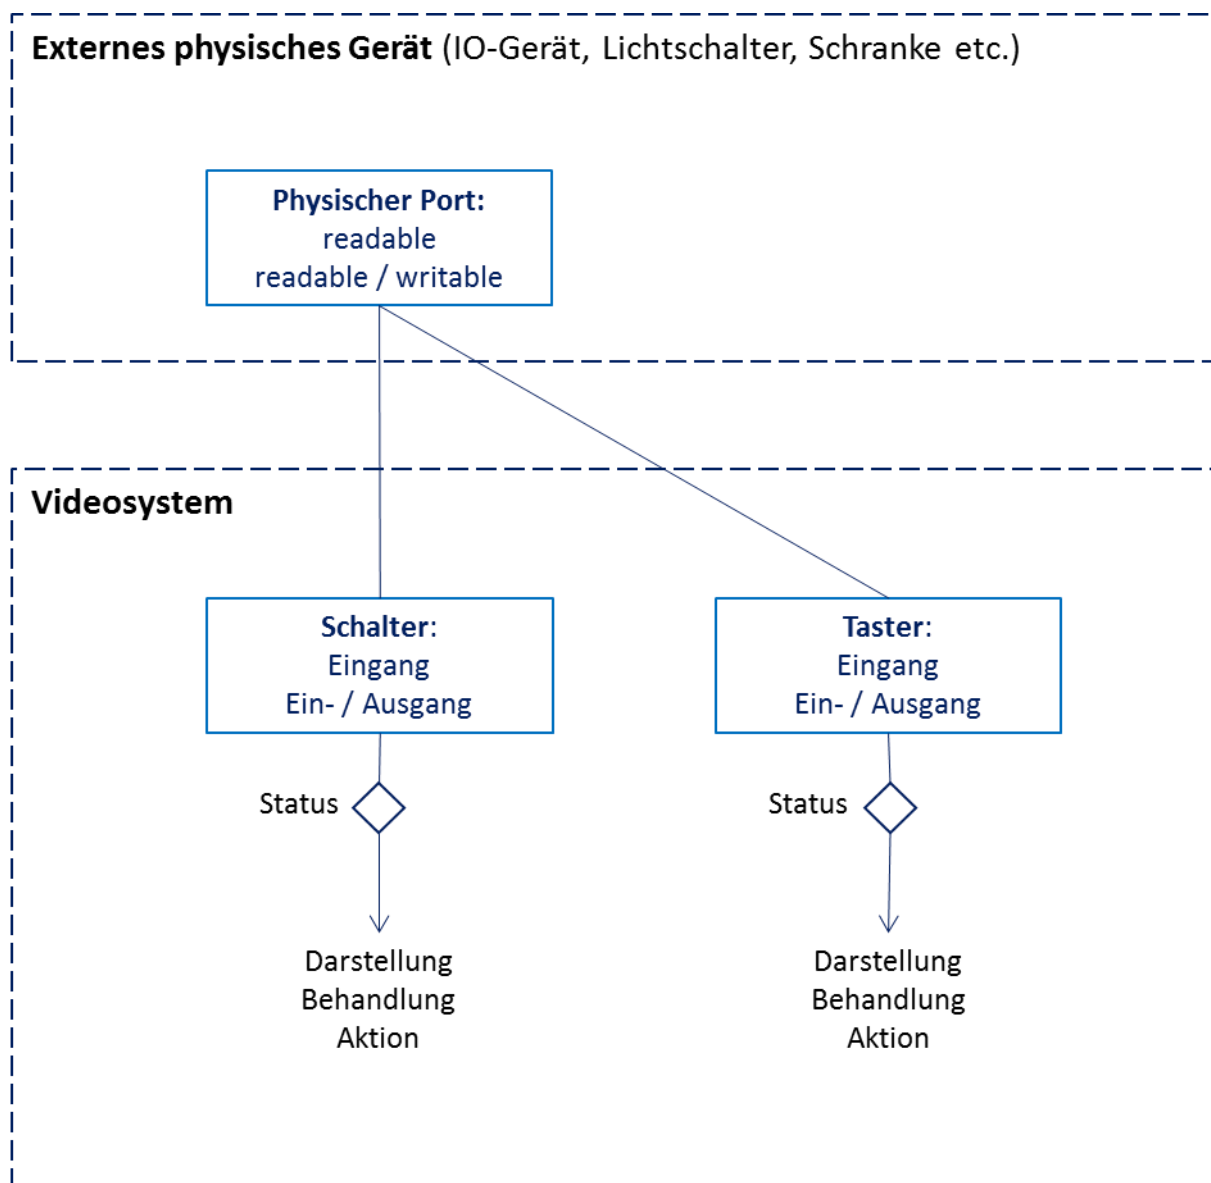 Externes physisches Gerät (IO-Gerät, Lichtschalter, Schranke etc.)
Physischer Port:
readable
readable / writable
Videosystem
Schalter:
Eingang
Ein- / Ausgang
Taster:
Eingang
Ein- / Ausgang
Status
Status
Darstellung
Behandlung
Aktion
Darstellung
Behandlung
Aktion